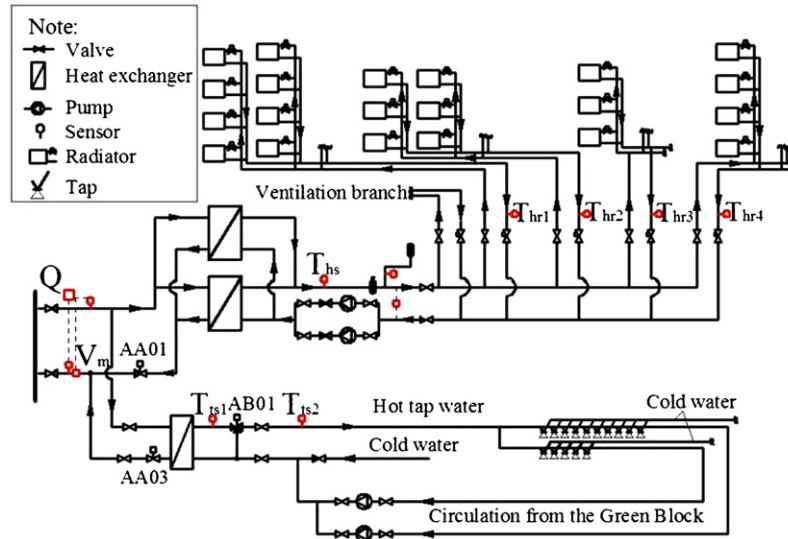 Note:
Valve
Heat exchanger
Pump
Sensor
Radiator
Tap
Ventilation branch
Thr1
Thr2
Thr3
Thr4
Ths
Q
Vm
AA01
Tts1
AB01
Tts2
Hot tap water
Cold water
Cold water
AA03
Circulation from the Green Block